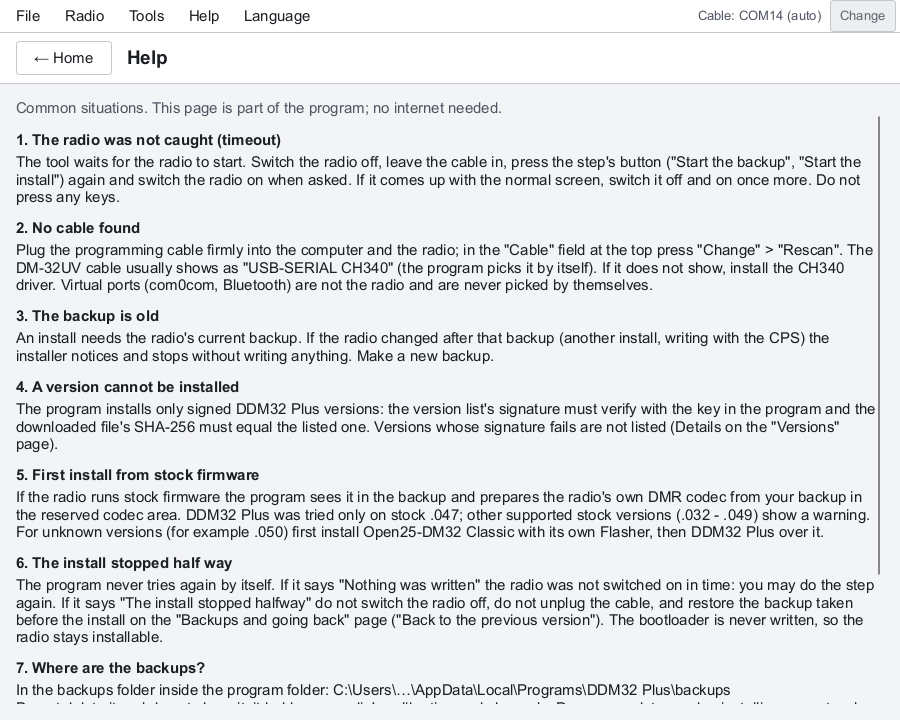 File Radio Tools Help Language Cable: COM14 (auto) Change
← Home Help
Common situations. This page is part of the program; no internet needed.
1. The radio was not caught (timeout)
The tool waits for the radio to start. Switch the radio off, leave the cable in, press the step's button ("Start the backup", "Start the
install") again and switch the radio on when asked. If it comes up with the normal screen, switch it off and on once more. Do not
press any keys.
2. No cable found
Plug the programming cable firmly into the computer and the radio; in the "Cable" field at the top press "Change" > "Rescan". The
DM-32UV cable usually shows as "USB-SERIAL CH340" (the program picks it by itself). If it does not show, install the CH340
driver. Virtual ports (com0com, Bluetooth) are not the radio and are never picked by themselves.
3. The backup is old
An install needs the radio's current backup. If the radio changed after that backup (another install, writing with the CPS) the
installer notices and stops without writing anything. Make a new backup.
4. A version cannot be installed
The program installs only signed DDM32 Plus versions: the version list's signature must verify with the key in the program and the
downloaded file's SHA-256 must equal the listed one. Versions whose signature fails are not listed (Details on the "Versions"
page).
5. First install from stock firmware
If the radio runs stock firmware the program sees it in the backup and prepares the radio's own DMR codec from your backup in
the reserved codec area. DDM32 Plus was tried only on stock .047; other supported stock versions (.032 - .049) show a warning.
For unknown versions (for example .050) first install Open25-DM32 Classic with its own Flasher, then DDM32 Plus over it.
6. The install stopped half way
The program never tries again by itself. If it says "Nothing was written" the radio was not switched on in time: you may do the step
again. If it says "The install stopped halfway" do not switch the radio off, do not unplug the cable, and restore the backup taken
before the install on the "Backups and going back" page ("Back to the previous version"). The bootloader is never written, so the
radio stays installable.
7. Where are the backups?
In the backups folder inside the program folder: C:\Users\...\AppData\Local\Programs\DDM32 Plus\backups